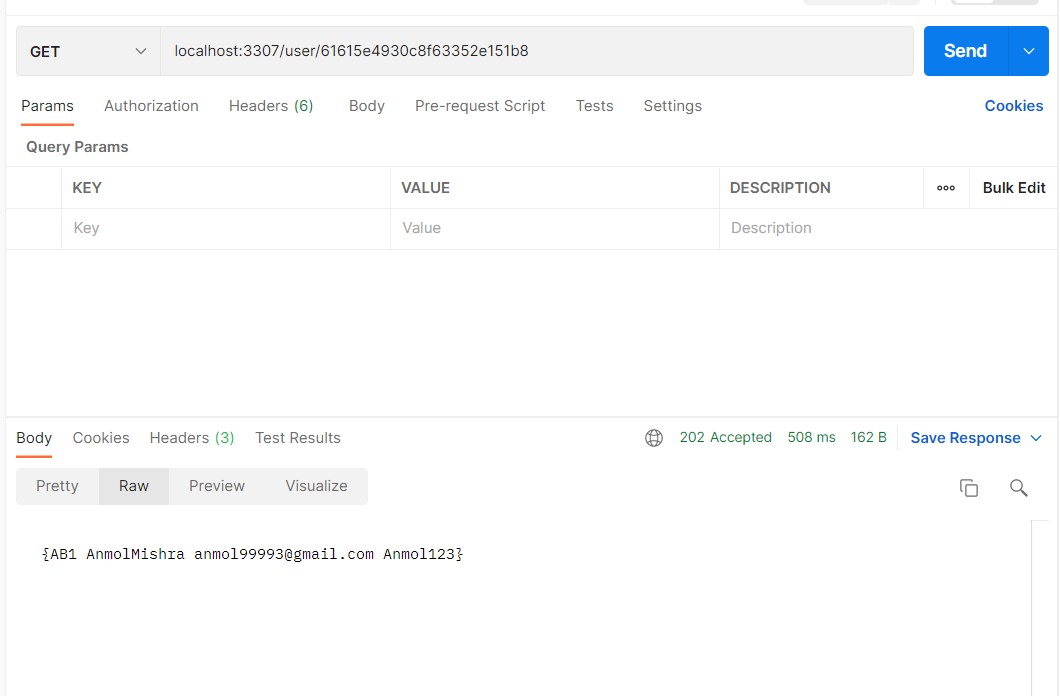 GET localhost:3307/user/61615e4930c8f63352e151b8 Send
Params Authorization Headers (6) Body Pre-request Script Tests Settings Cookies
Query Params
KEY VALUE DESCRIPTION Bulk Edit
Key Value Description
Body Cookies Headers (3) Test Results 202 Accepted 508 ms 162 B Save Response
Pretty Raw Preview Visualize
{AB1 AnmolMishra anmol99993@gmail.com Anmol123}